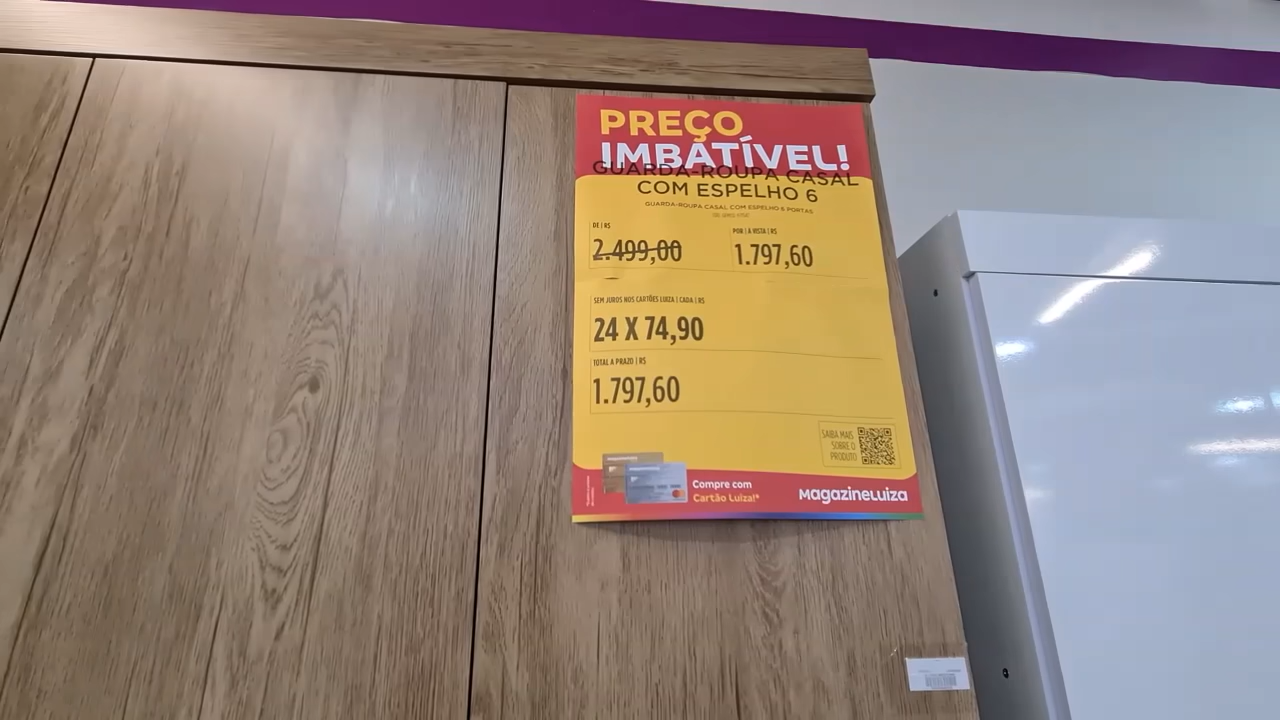 PREÇO
IMBATÍVEL!
GUARDA-ROUPA CASAL
COM ESPELHO 6
GUARDA-ROUPA CASAL COM ESPELHO 6 PORTAS
DE | R$
2.499,00
POR | À VISTA | R$
1.797,60
SEM JUROS NOS CARTÕES LUIZA | CADA | R$
24 X 74,90
TOTAL A PRAZO | R$
1.797,60
SAIBA MAIS
SOBRE O
PRODUTO
Compre com
Cartão Luiza!*
MagazineLuiza